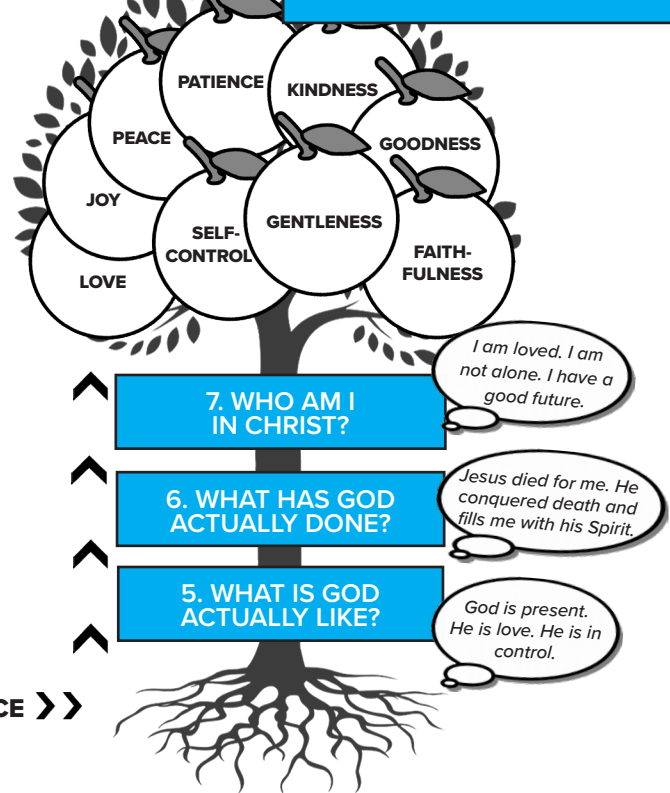 PATIENCE
KINDNESS
PEACE
GOODNESS
JOY
SELF-
CONTROL
GENTLENESS
FAITH-
FULNESS
LOVE
7. WHO AM I
IN CHRIST?
I am loved. I am
not alone. I have a
good future.
6. WHAT HAS GOD
ACTUALLY DONE?
Jesus died for me. He
conquered death and
fills me with his Spirit.
5. WHAT IS GOD
ACTUALLY LIKE?
God is present.
He is love. He is in
control.
CE